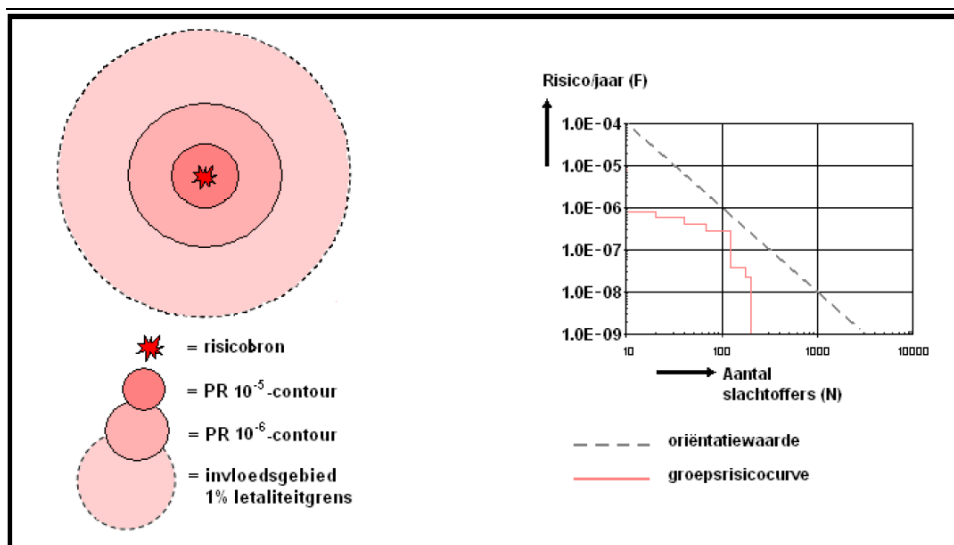 = risicobron
= PR 10⁻⁵-contour
= PR 10⁻⁶-contour
= invloedsgebied
1% letaliteitgrens
Risico/jaar (F)
1.0E-04
1.0E-05
1.0E-06
1.0E-07
1.0E-08
1.0E-09
10 100 1000 10000
Aantal
slachtoffers (N)
oriëntatiewaarde
groepsrisicocurve